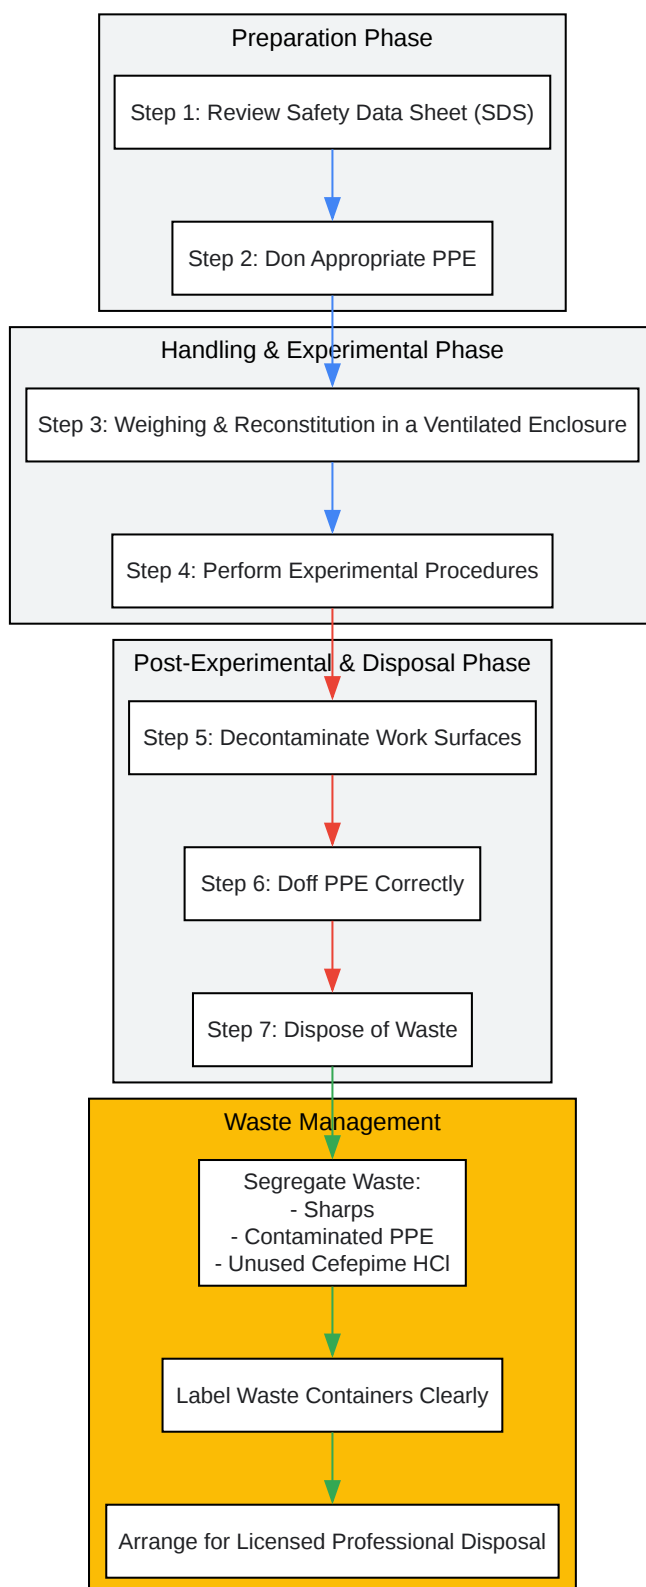 Preparation Phase
Step 1: Review Safety Data Sheet (SDS)
Step 2: Don Appropriate PPE
Handling & Experimental Phase
Step 3: Weighing & Reconstitution in a Ventilated Enclosure
Step 4: Perform Experimental Procedures
Post-Experimental & Disposal Phase
Step 5: Decontaminate Work Surfaces
Step 6: Doff PPE Correctly
Step 7: Dispose of Waste
Waste Management
Segregate Waste:
- Sharps
- Contaminated PPE
- Unused Cefepime HCl
Label Waste Containers Clearly
Arrange for Licensed Professional Disposal